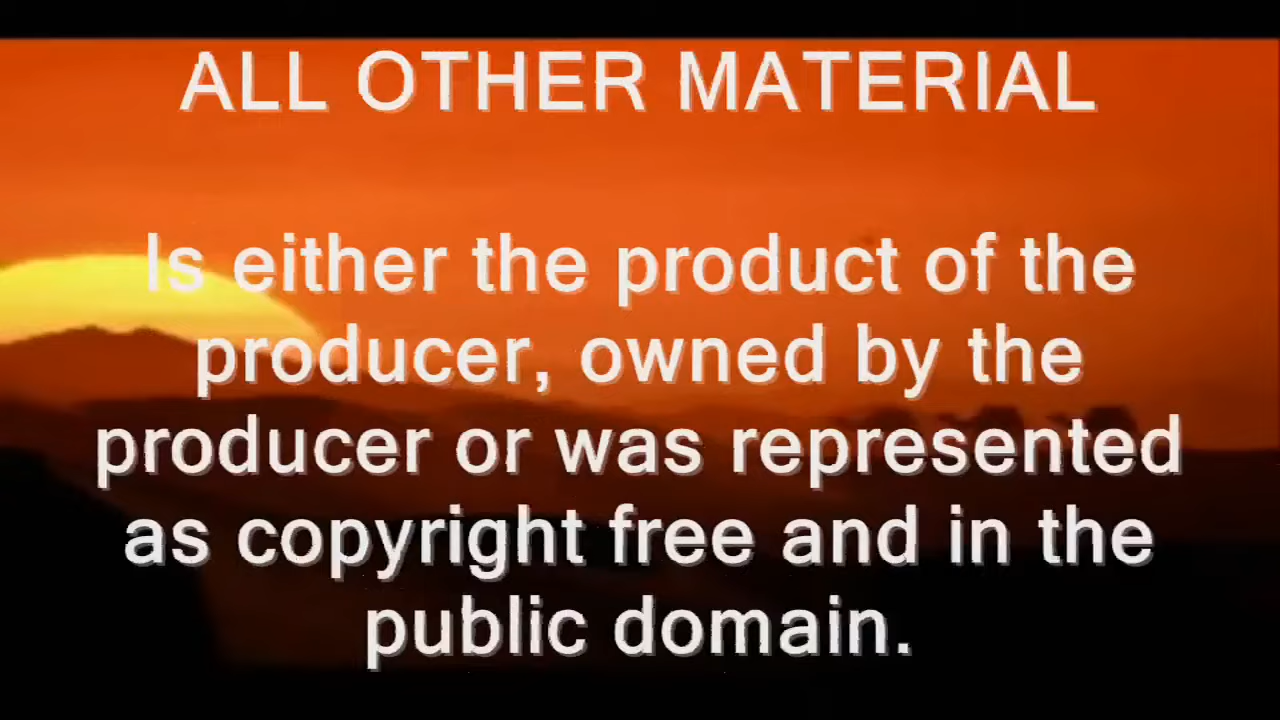 ALL OTHER MATERIAL
Is either the product of the
producer, owned by the
producer or was represented
as copyright free and in the
public domain.